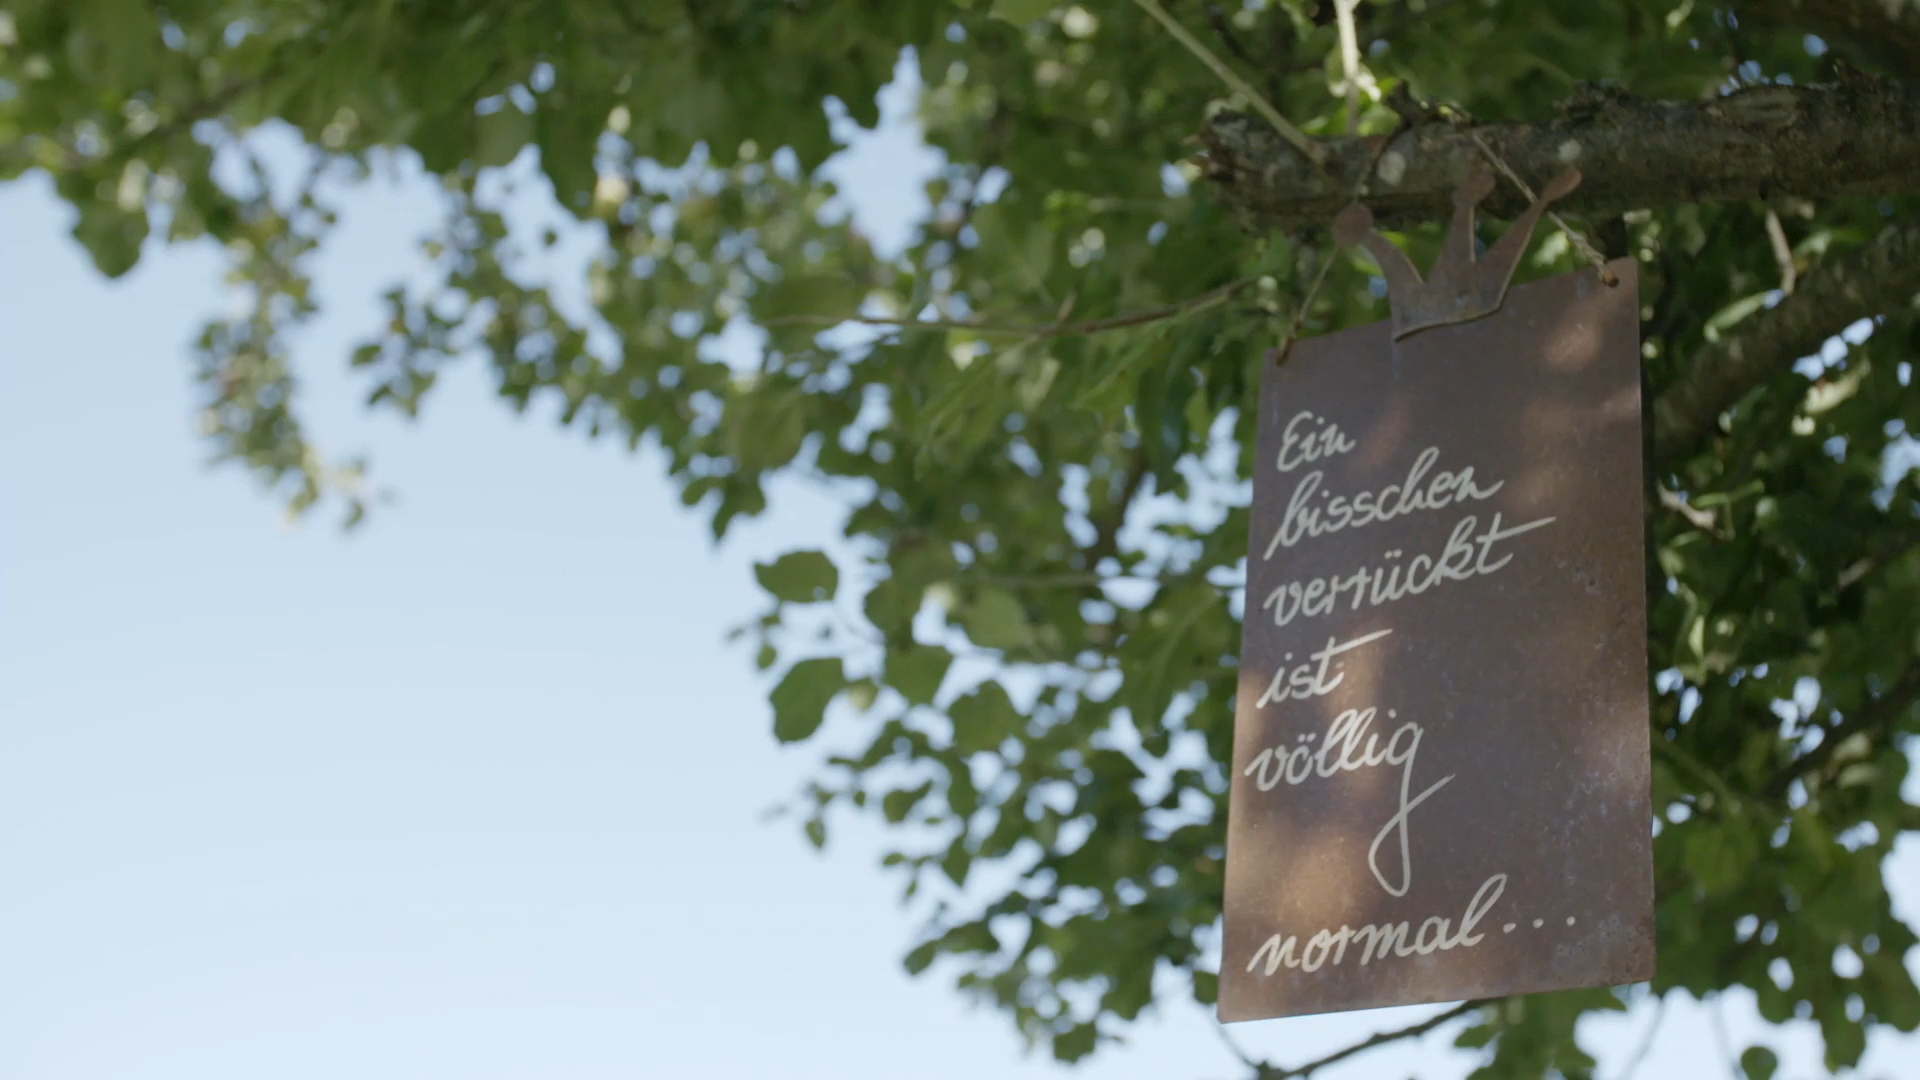 Ein
bisschen
verrückt
ist
völlig
normal...